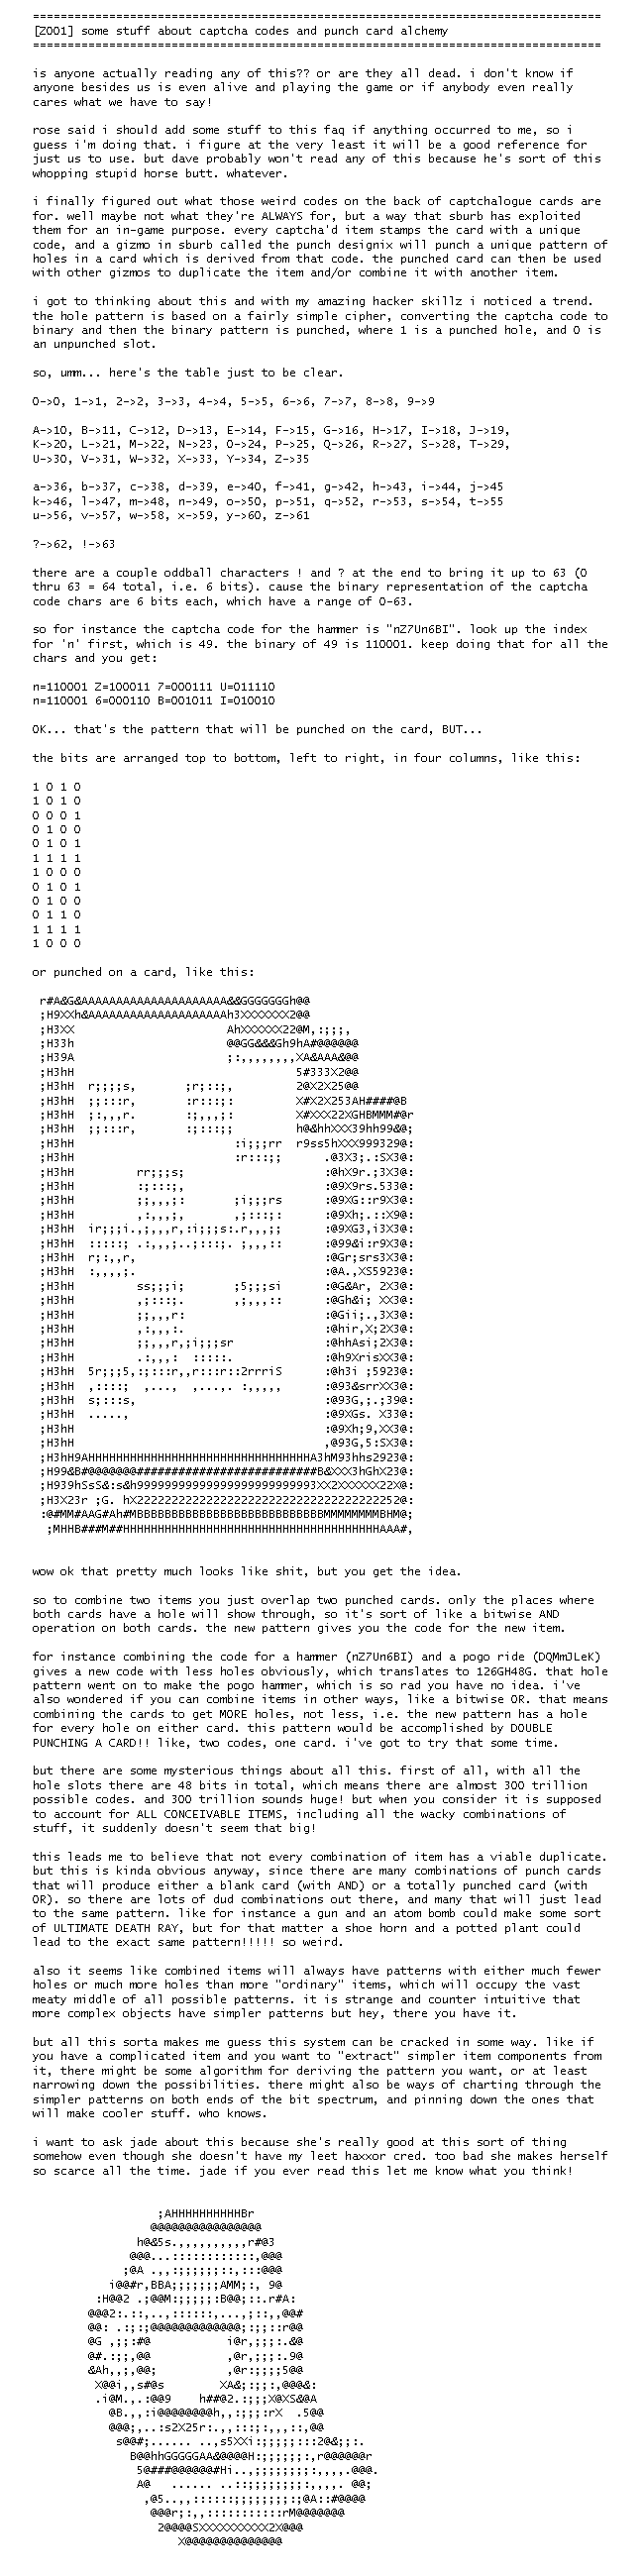 ================================================================================
[Z001] some stuff about captcha codes and punch card alchemy
================================================================================
is anyone actually reading any of this?? or are they all dead. i don't know if
anyone besides us is even alive and playing the game or if anybody even really
cares what we have to say!
rose said i should add some stuff to this faq if anything occurred to me, so i
guess i'm doing that. i figure at the very least it will be a good reference for
just us to use. but dave probably won't read any of this because he's sort of this
whopping stupid horse butt. whatever.
i finally figured out what those weird codes on the back of captchalogue cards are
for. well maybe not what they're ALWAYS for, but a way that sburb has exploited
them for an in-game purpose. every captcha'd item stamps the card with a unique
code, and a gizmo in sburb called the punch designix will punch a unique pattern of
holes in a card which is derived from that code. the punched card can then be used
with other gizmos to duplicate the item and/or combine it with another item.
i got to thinking about this and with my amazing hacker skillz i noticed a trend.
the hole pattern is based on a fairly simple cipher, converting the captcha code to
binary and then the binary pattern is punched, where 1 is a punched hole, and 0 is
an unpunched slot.
so, umm... here's the table just to be clear.
0->0, 1->1, 2->2, 3->3, 4->4, 5->5, 6->6, 7->7, 8->8, 9->9
A->10, B->11, C->12, D->13, E->14, F->15, G->16, H->17, I->18, J->19,
K->20, L->21, M->22, N->23, O->24, P->25, Q->26, R->27, S->28, T->29,
U->30, V->31, W->32, X->33, Y->34, Z->35
a->36, b->37, c->38, d->39, e->40, f->41, g->42, h->43, i->44, j->45
k->46, l->47, m->48, n->49, o->50, p->51, q->52, r->53, s->54, t->55
u->56, v->57, w->58, x->59, y->60, z->61
?->62, !->63
there are a couple oddball characters ! and ? at the end to bring it up to 63 (0
thru 63 = 64 total, i.e. 6 bits). cause the binary representation of the captcha
code chars are 6 bits each, which have a range of 0-63.
so for instance the captcha code for the hammer is "nZ7Un6BI". look up the index
for 'n' first, which is 49. the binary of 49 is 110001. keep doing that for all the
chars and you get:
n=110001 Z=100011 7=000111 U=011110
n=110001 6=000110 B=001011 I=010010
OK... that's the pattern that will be punched on the card, BUT...
the bits are arranged top to bottom, left to right, in four columns, like this:
1 0 1 0
1 0 1 0
0 0 0 1
0 1 0 0
0 1 0 1
1 1 1 1
1 0 0 0
0 1 0 1
0 1 0 0
0 1 1 0
1 1 1 1
1 0 0 0
or punched on a card, like this:
wow ok that pretty much looks like shit, but you get the idea.
so to combine two items you just overlap two punched cards. only the places where
both cards have a hole will show through, so it's sort of like a bitwise AND
operation on both cards. the new pattern gives you the code for the new item.
for instance combining the code for a hammer (nZ7Un6BI) and a pogo ride (DQMmJLeK)
gives a new code with less holes obviously, which translates to 126GH48G. that hole
pattern went on to make the pogo hammer, which is so rad you have no idea. i've
also wondered if you can combine items in other ways, like a bitwise OR. that means
combining the cards to get MORE holes, not less, i.e. the new pattern has a hole
for every hole on either card. this pattern would be accomplished by DOUBLE
PUNCHING A CARD!! like, two codes, one card. i've got to try that some time.
but there are some mysterious things about all this. first of all, with all the
hole slots there are 48 bits in total, which means there are almost 300 trillion
possible codes. and 300 trillion sounds huge! but when you consider it is supposed
to account for ALL CONCEIVABLE ITEMS, including all the wacky combinations of
stuff, it suddenly doesn't seem that big!
this leads me to believe that not every combination of item has a viable duplicate.
but this is kinda obvious anyway, since there are many combinations of punch cards
that will produce either a blank card (with AND) or a totally punched card (with
OR). so there are lots of dud combinations out there, and many that will just lead
to the same pattern. like for instance a gun and an atom bomb could make some sort
of ULTIMATE DEATH RAY, but for that matter a shoe horn and a potted plant could
lead to the exact same pattern!!!!! so weird.
also it seems like combined items will always have patterns with either much fewer
holes or much more holes than more "ordinary" items, which will occupy the vast
meaty middle of all possible patterns. it is strange and counter intuitive that
more complex objects have simpler patterns but hey, there you have it.
but all this sorta makes me guess this system can be cracked in some way. like if
you have a complicated item and you want to "extract" simpler item components from
it, there might be some algorithm for deriving the pattern you want, or at least
narrowing down the possibilities. there might also be ways of charting through the
simpler patterns on both ends of the bit spectrum, and pinning down the ones that
will make cooler stuff. who knows.
i want to ask jade about this because she's really good at this sort of thing
somehow even though she doesn't have my leet haxxor cred. too bad she makes herself
so scarce all the time. jade if you ever read this let me know what you think!